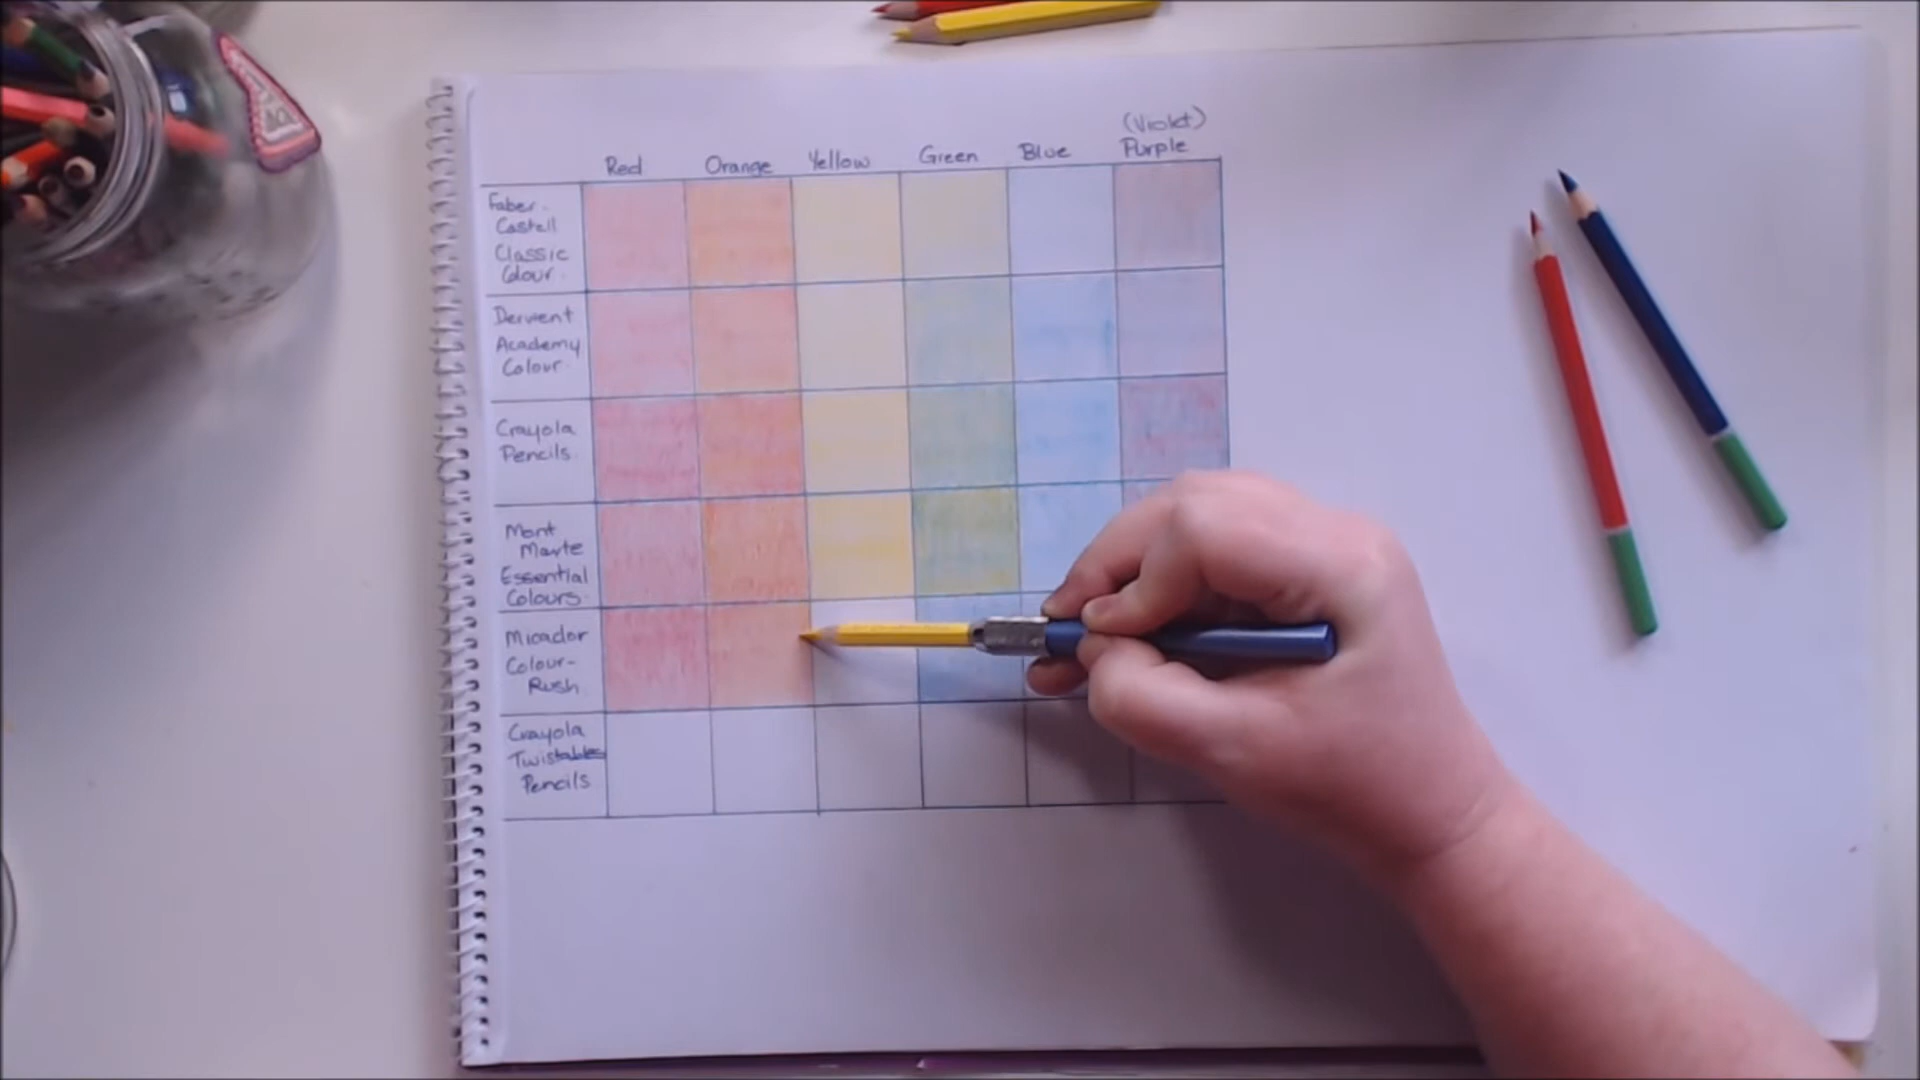 (Violet)
Red Orange Yellow Green Blue Purple
Faber-
Castell
Classic
Colour.
Derwent
Academy
Colour.
Crayola
Pencils.
Mont
Marte
Essential
Colours.
Micador
Colour-
Rush.
Crayola
Twistables
Pencils